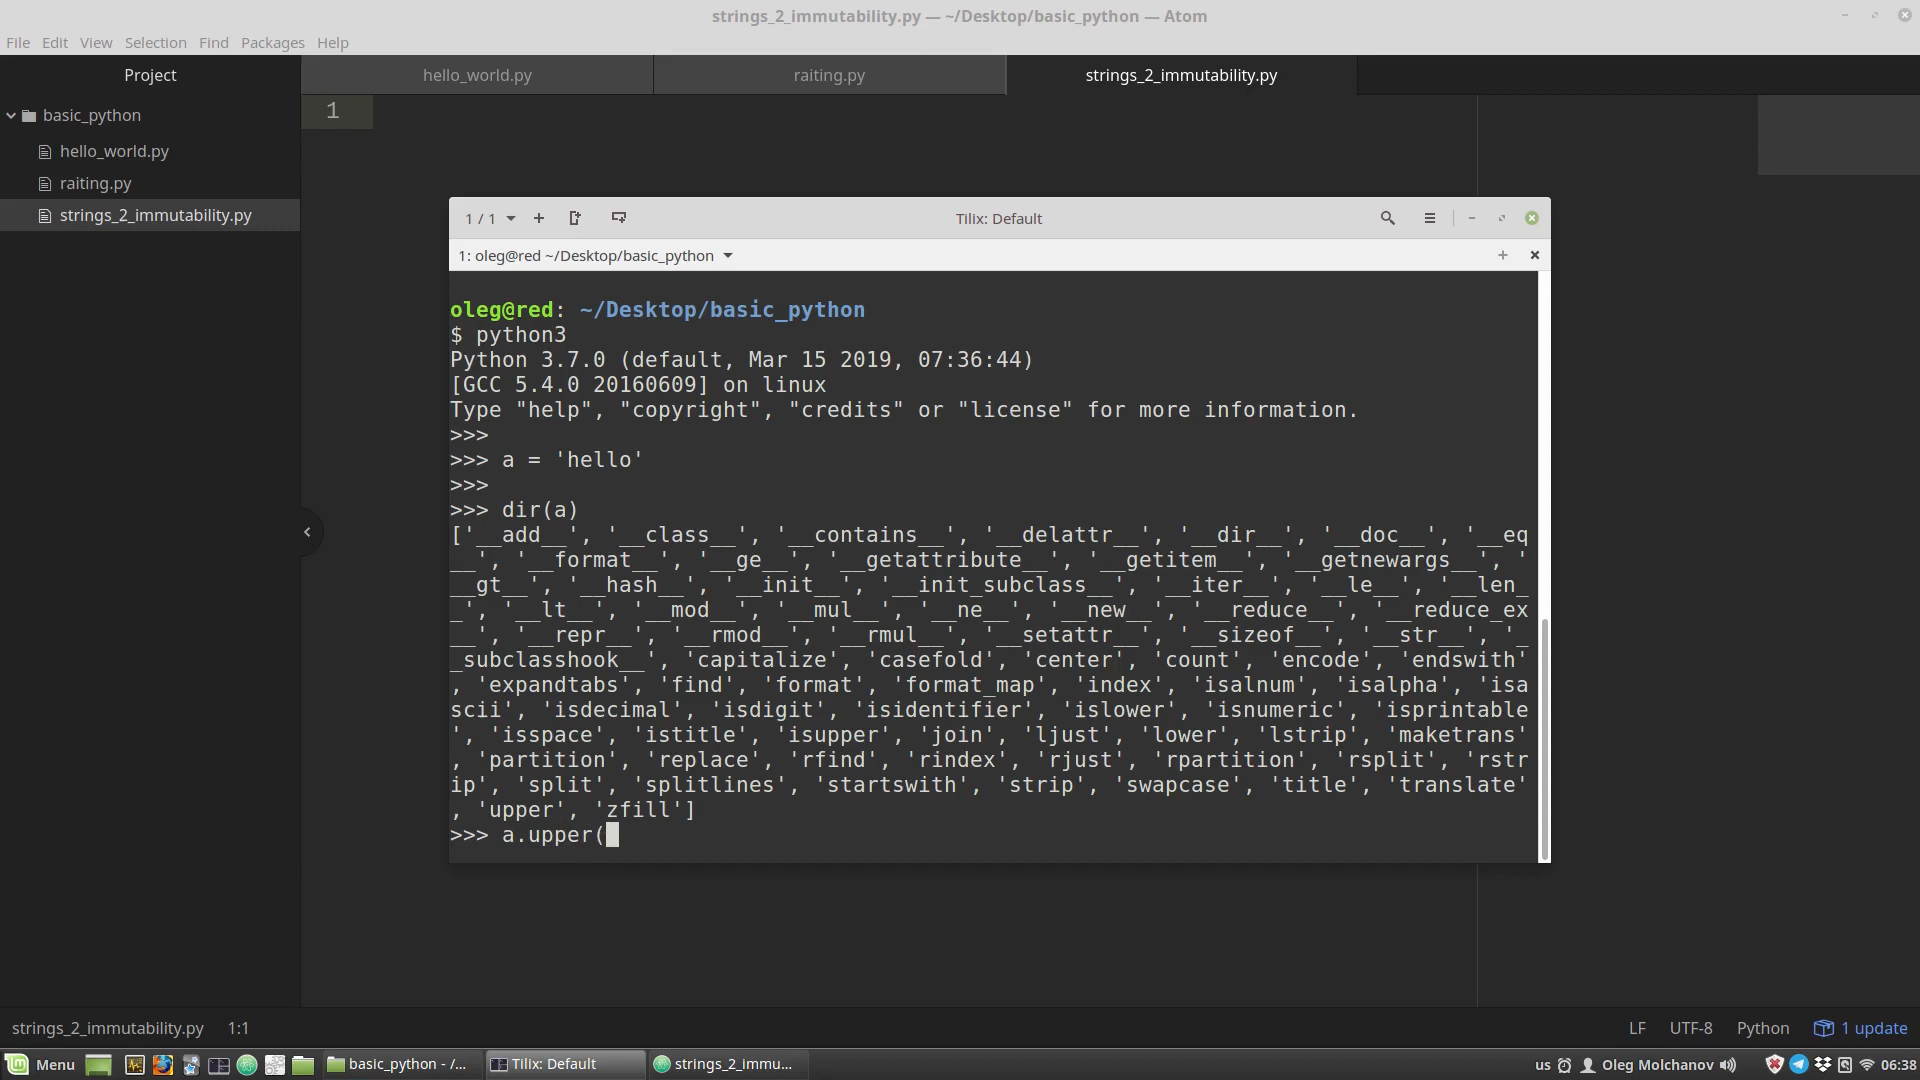 strings_2_immutability.py — ~/Desktop/basic_python — Atom
File Edit View Selection Find Packages Help
Project
hello_world.py
raiting.py
strings_2_immutability.py
basic_python
hello_world.py
raiting.py
strings_2_immutability.py
1
1 / 1
Tilix: Default
1: oleg@red ~/Desktop/basic_python
oleg@red: ~/Desktop/basic_python
$ python3
Python 3.7.0 (default, Mar 15 2019, 07:36:44)
[GCC 5.4.0 20160609] on linux
Type "help", "copyright", "credits" or "license" for more information.
>>>
>>> a = 'hello'
>>>
>>> dir(a)
['__add__', '__class__', '__contains__', '__delattr__', '__dir__', '__doc__', '__eq
__', '__format__', '__ge__', '__getattribute__', '__getitem__', '__getnewargs__', '
__gt__', '__hash__', '__init__', '__init_subclass__', '__iter__', '__le__', '__len_
_', '__lt__', '__mod__', '__mul__', '__ne__', '__new__', '__reduce__', '__reduce_ex
__', '__repr__', '__rmod__', '__rmul__', '__setattr__', '__sizeof__', '__str__', '_
_subclasshook__', 'capitalize', 'casefold', 'center', 'count', 'encode', 'endswith'
, 'expandtabs', 'find', 'format', 'format_map', 'index', 'isalnum', 'isalpha', 'isa
scii', 'isdecimal', 'isdigit', 'isidentifier', 'islower', 'isnumeric', 'isprintable
', 'isspace', 'istitle', 'isupper', 'join', 'ljust', 'lower', 'lstrip', 'maketrans'
, 'partition', 'replace', 'rfind', 'rindex', 'rjust', 'rpartition', 'rsplit', 'rstr
ip', 'split', 'splitlines', 'startswith', 'strip', 'swapcase', 'title', 'translate'
, 'upper', 'zfill']
>>> a.upper(
strings_2_immutability.py 1:1
LF UTF-8 Python 1 update
Menu
basic_python - /...
Tilix: Default
strings_2_immu...
us
Oleg Molchanov
06:38